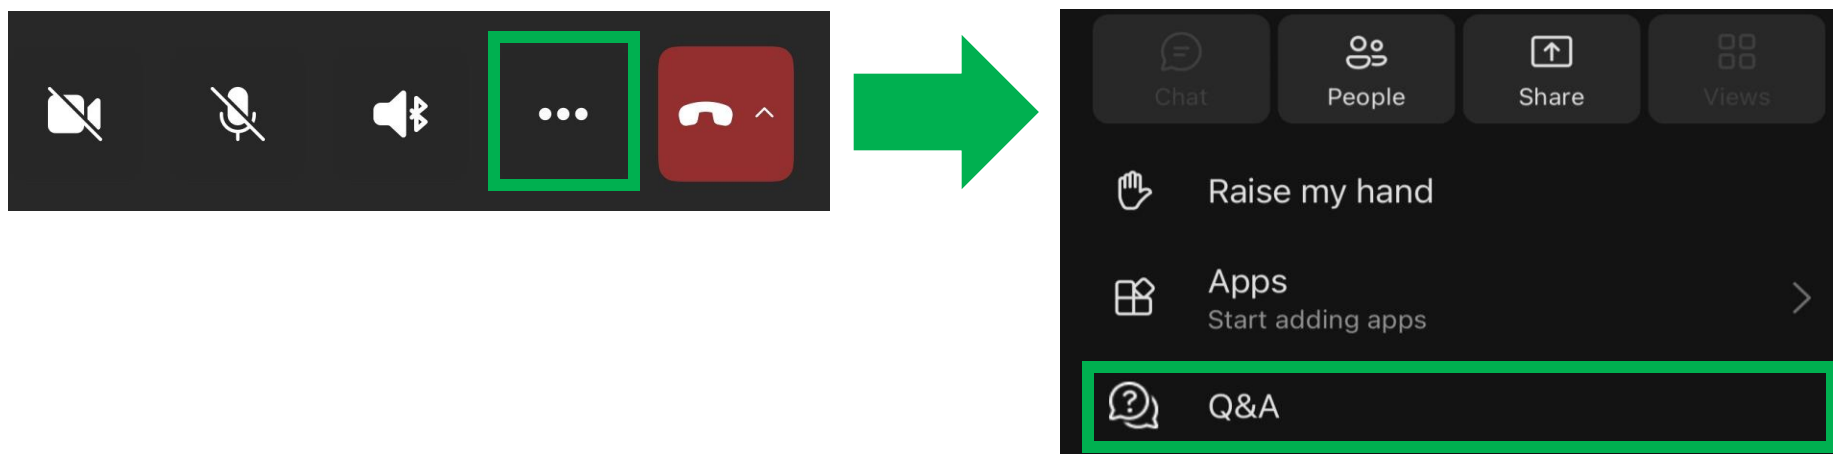 Chat
People
Share
Views
Raise my hand
Apps
Start adding apps
Q&A